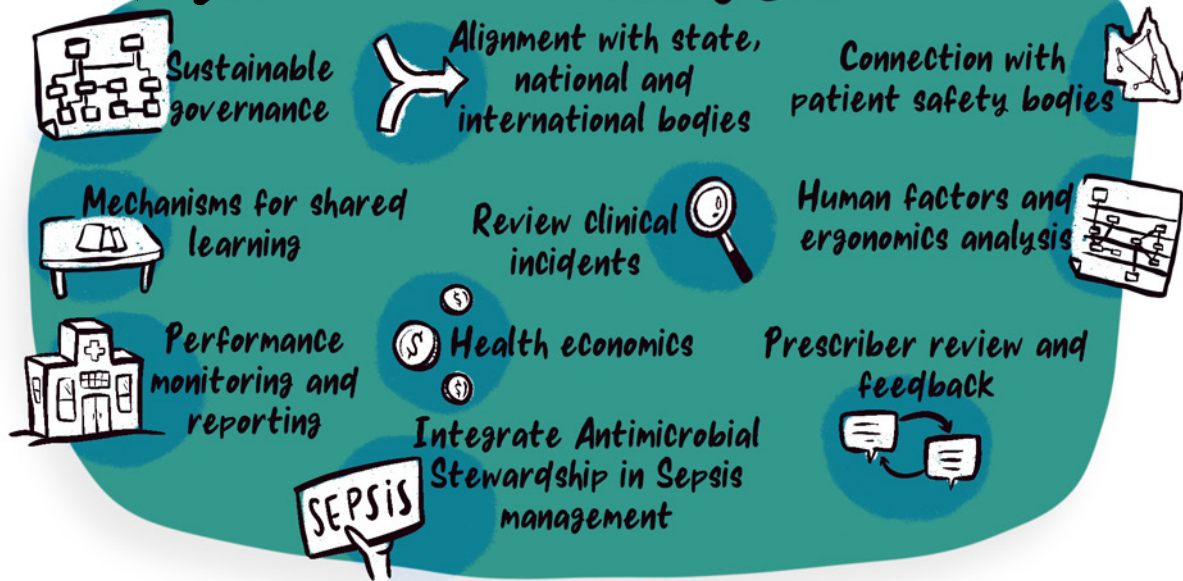 Sustainable
governance
Alignment with state,
national and
international bodies
Connection with
patient safety bodies
Mechanisms for shared
learning
Review clinical
incidents
Human factors and
ergonomics analysis
Performance
monitoring and
reporting
$
$
$
Health economics
Prescriber review and
feedback
Integrate Antimicrobial
Stewardship in Sepsis
management
SEPSIS